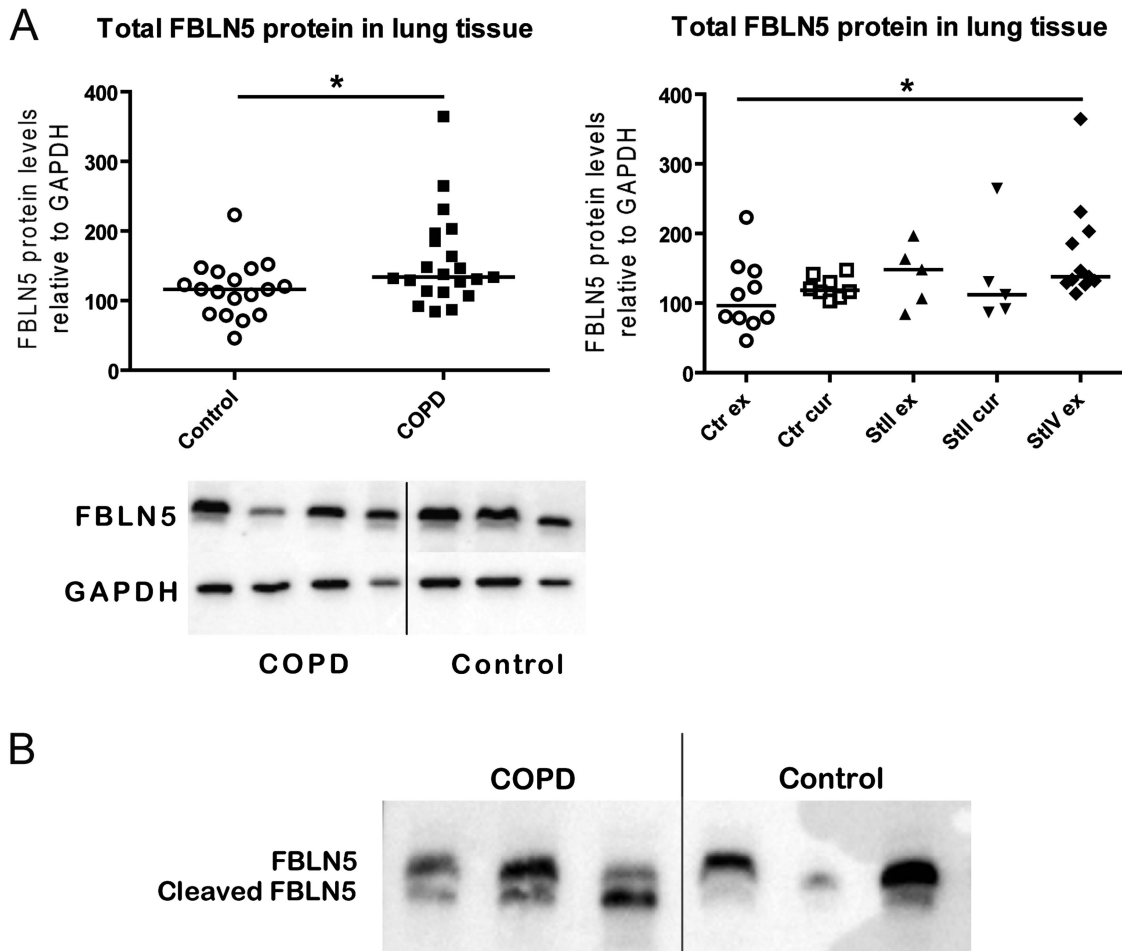 A
Total FBLN5 protein in lung tissue
*
FBLN5 protein levels
relative to GAPDH
400
300
200
100
0
Control
COPD
Total FBLN5 protein in lung tissue
*
FBLN5 protein levels
relative to GAPDH
400
300
200
100
0
Ctr ex
Ctr cur
StII ex
StII cur
StIV ex
FBLN5
GAPDH
COPD
Control
B
COPD
Control
FBLN5
Cleaved FBLN5